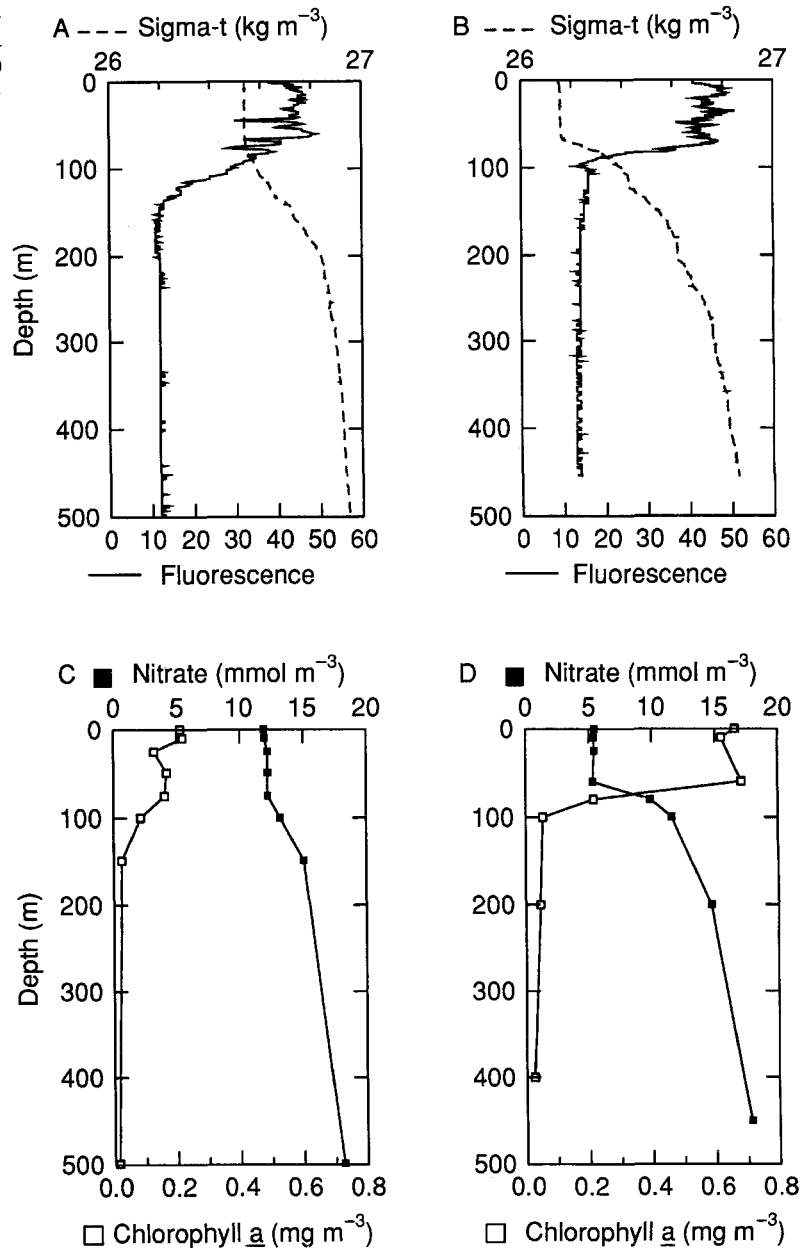 A --- Sigma-t (kg m⁻³)
26 27
0
100
200
300
400
500
Depth (m)
0 10 20 30 40 50 60
— Fluorescence
B --- Sigma-t (kg m⁻³)
26 27
0
100
200
300
400
500
0 10 20 30 40 50 60
— Fluorescence
C ■ Nitrate (mmol m⁻³)
0 5 10 15 20
0
100
200
300
400
500
Depth (m)
0.0 0.2 0.4 0.6 0.8
□ Chlorophyll a (mg m⁻³)
D ■ Nitrate (mmol m⁻³)
0 5 10 15 20
0
100
200
300
400
500
0.0 0.2 0.4 0.6 0.8
□ Chlorophyll a (mg m⁻³)